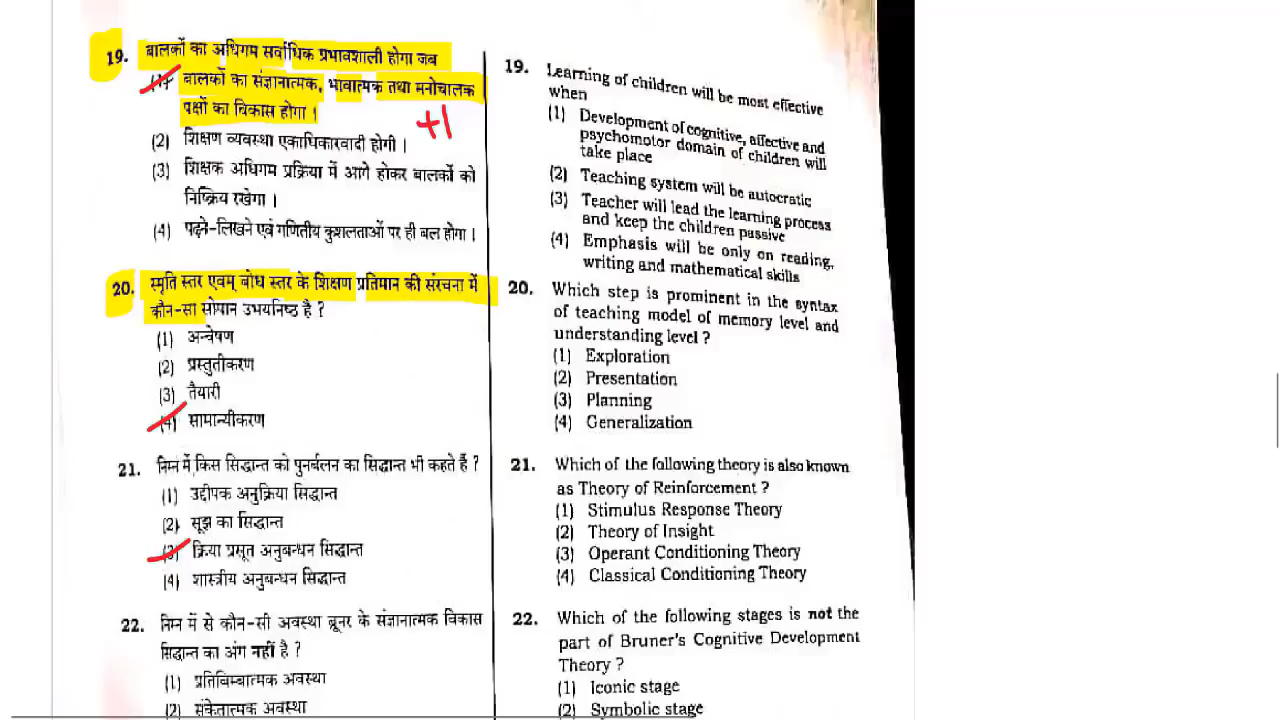 19. बालकों का अधिगम सर्वाधिक प्रभावशाली होगा जब
(1) बालकों का संज्ञानात्मक, भावात्मक तथा मनोचालक
पक्षों का विकास होगा ।
+1
(2) शिक्षण व्यवस्था एकाधिकारवादी होगी ।
(3) शिक्षक अधिगम प्रक्रिया में आगे होकर बालकों को
निष्क्रिय रखेगा ।
(4) पढ़ने-लिखने एवं गणितीय कुशलताओं पर ही बल होगा ।
20. स्मृति स्तर एवम् बोध स्तर के शिक्षण प्रतिमान की संरचना में
कौन-सा सोपान उभयनिष्ठ है ?
(1) अन्वेषण
(2) प्रस्तुतीकरण
(3) तैयारी
(4) सामान्यीकरण
21. निम्न में किस सिद्धान्त को पुनर्बलन का सिद्धान्त भी कहते हैं ?
(1) उद्दीपक अनुक्रिया सिद्धान्त
(2) सूझ का सिद्धान्त
(3) क्रिया प्रसूत अनुबन्धन सिद्धान्त
(4) शास्त्रीय अनुबन्धन सिद्धान्त
22. निम्न में से कौन-सी अवस्था ब्रूनर के संज्ञानात्मक विकास
सिद्धान्त का अंग नहीं है ?
(1) प्रतिबिम्बात्मक अवस्था
(2) संकेतात्मक अवस्था
19. Learning of children will be most effective
when
(1) Development of cognitive, affective and
psychomotor domain of children will
take place
(2) Teaching system will be autocratic
(3) Teacher will lead the learning process
and keep the children passive
(4) Emphasis will be only on reading,
writing and mathematical skills
20. Which step is prominent in the syntax
of teaching model of memory level and
understanding level ?
(1) Exploration
(2) Presentation
(3) Planning
(4) Generalization
21. Which of the following theory is also known
as Theory of Reinforcement ?
(1) Stimulus Response Theory
(2) Theory of Insight
(3) Operant Conditioning Theory
(4) Classical Conditioning Theory
22. Which of the following stages is not the
part of Bruner's Cognitive Development
Theory ?
(1) Iconic stage
(2) Symbolic stage